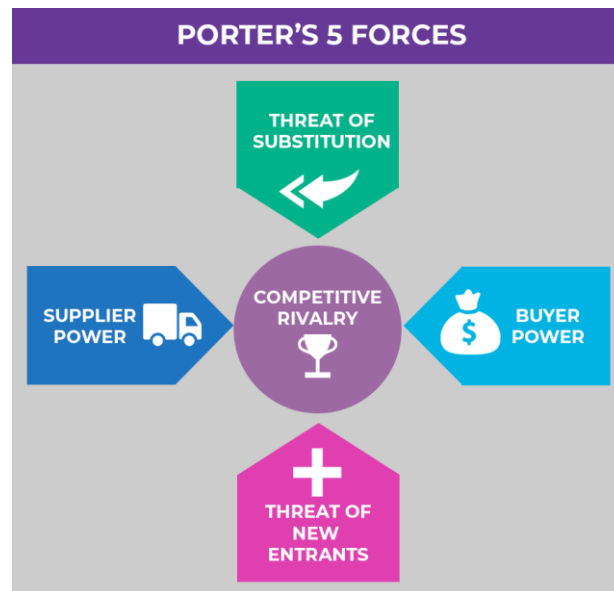 PORTER'S 5 FORCES
THREAT OF
SUBSTITUTION
SUPPLIER
POWER
COMPETITIVE
RIVALRY
$
BUYER
POWER
THREAT OF
NEW
ENTRANTS